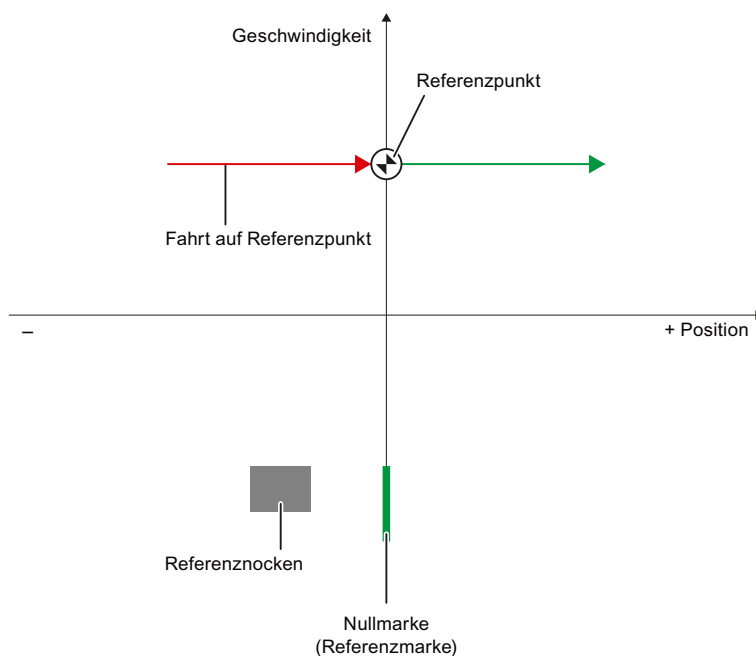 Geschwindigkeit
Referenzpunkt
Fahrt auf Referenzpunkt
–
+ Position
Referenznocken
Nullmarke
(Referenzmarke)